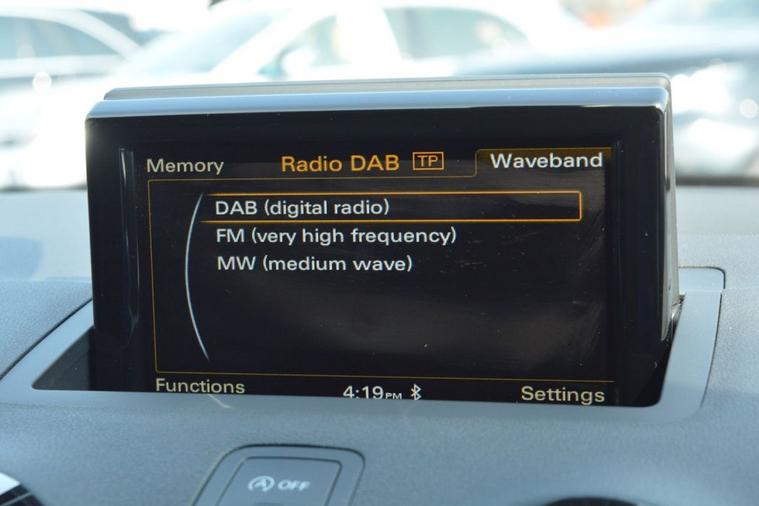 Memory Radio DAB TP Waveband
DAB (digital radio)
FM (very high frequency)
MW (medium wave)
Functions 4:19PM Settings
OFF